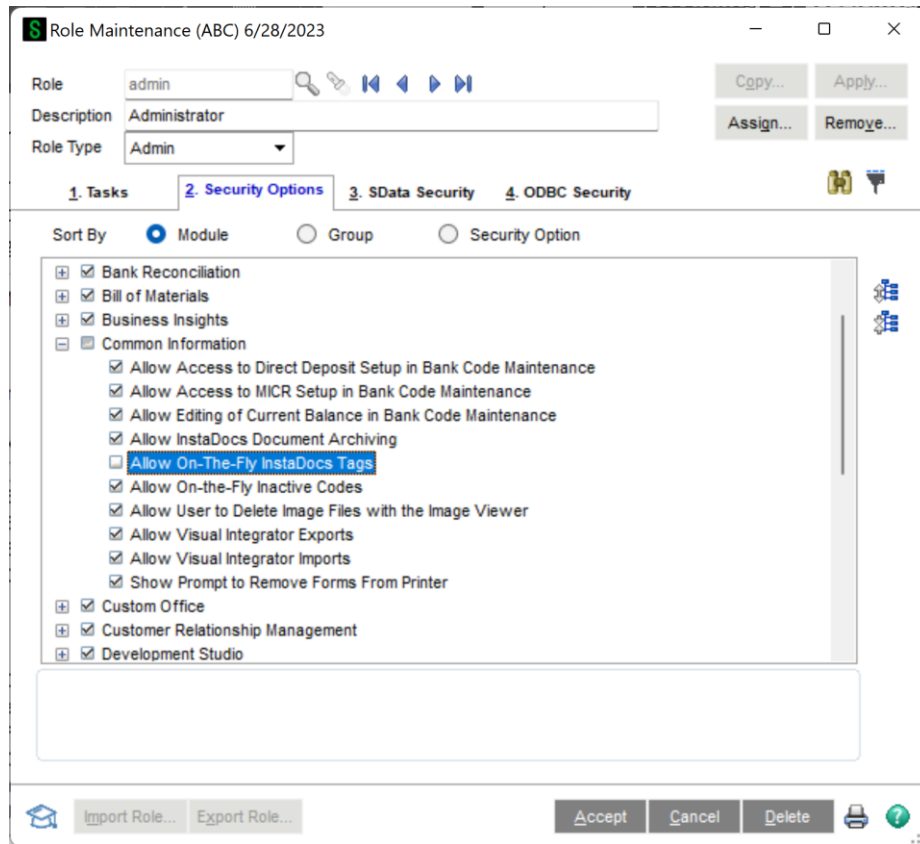 S Role Maintenance (ABC) 6/28/2023
Role admin Copy... Apply...
Description Administrator Assign... Remove...
Role Type Admin
1. Tasks 2. Security Options 3. SData Security 4. ODBC Security
Sort By Module Group Security Option
Bank Reconciliation
Bill of Materials
Business Insights
Common Information
Allow Access to Direct Deposit Setup in Bank Code Maintenance
Allow Access to MICR Setup in Bank Code Maintenance
Allow Editing of Current Balance in Bank Code Maintenance
Allow InstaDocs Document Archiving
Allow On-The-Fly InstaDocs Tags
Allow On-the-Fly Inactive Codes
Allow User to Delete Image Files with the Image Viewer
Allow Visual Integrator Exports
Allow Visual Integrator Imports
Show Prompt to Remove Forms From Printer
Custom Office
Customer Relationship Management
Development Studio
Import Role... Export Role... Accept Cancel Delete ?